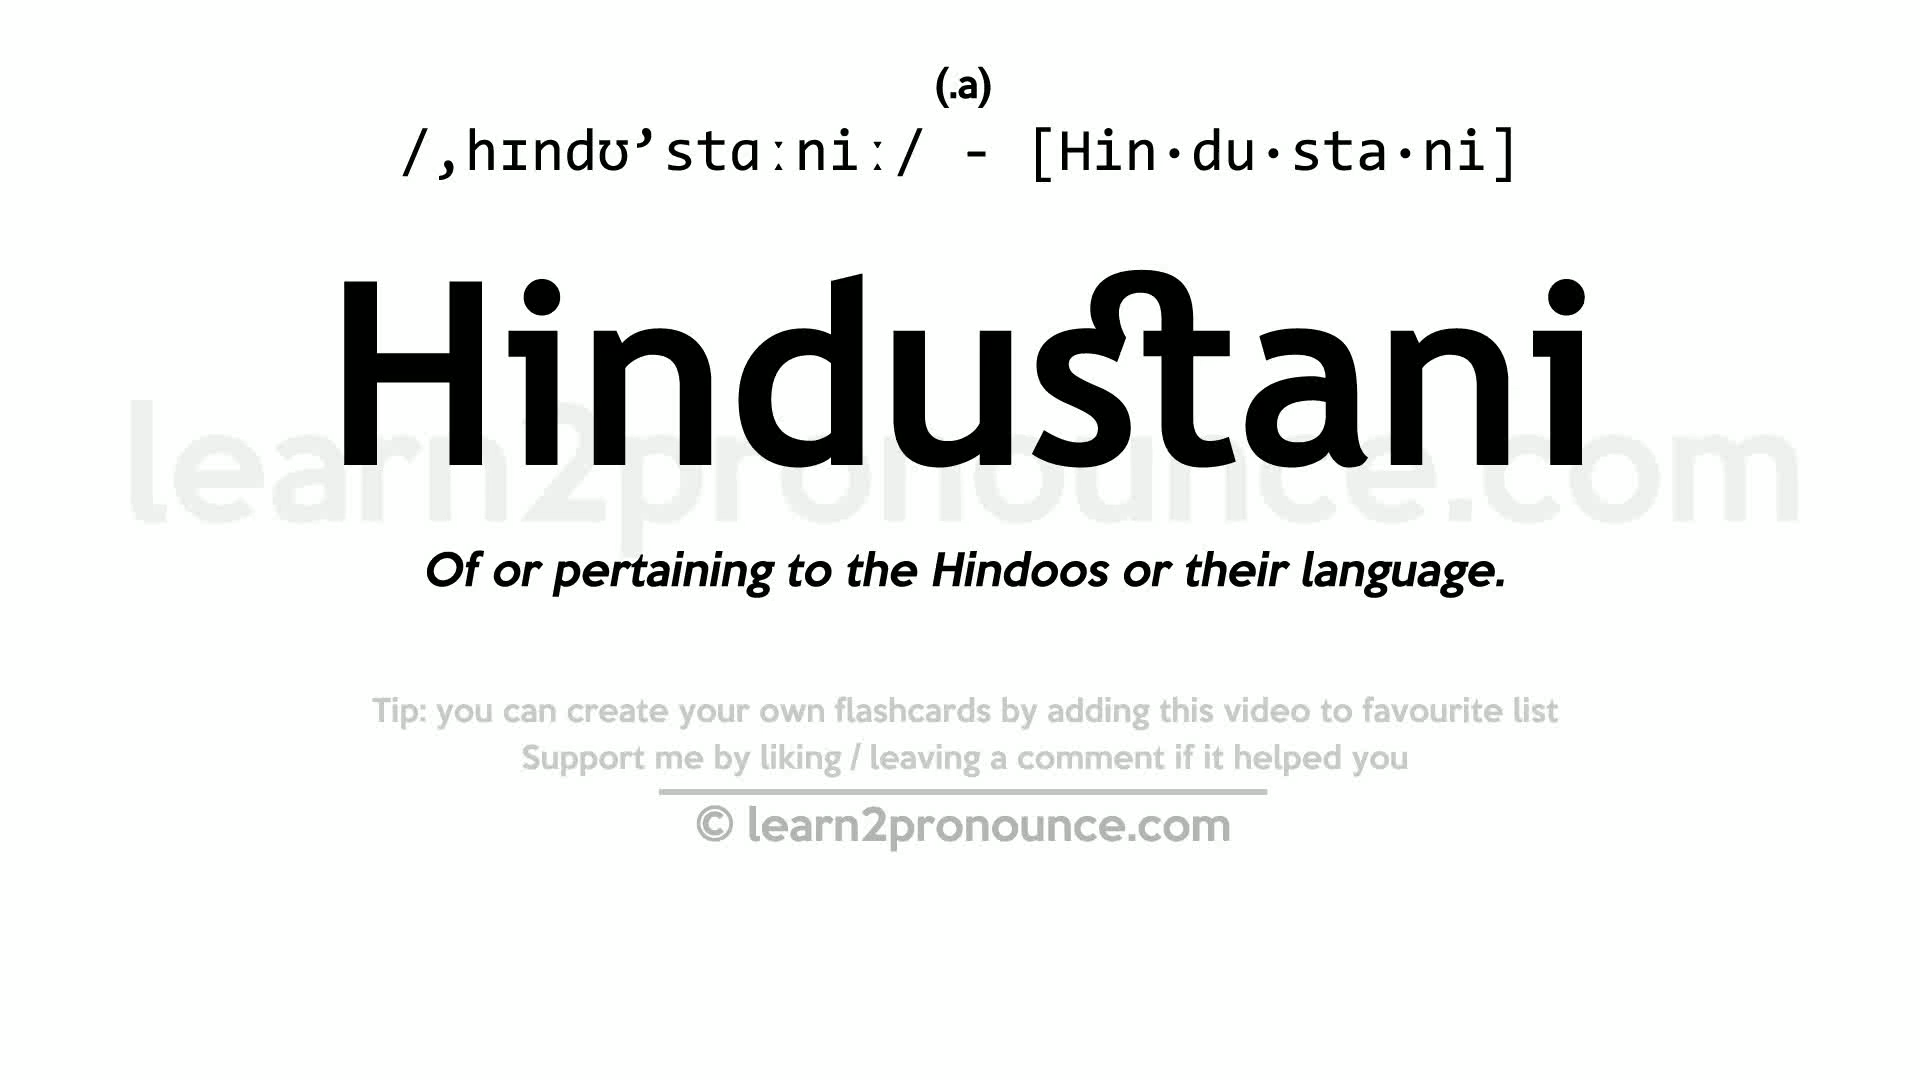 (.a)
/,hɪndʊ’stɑːniː/ - [Hin·du·sta·ni]
Hindustani
learn2pronounce.com
Of or pertaining to the Hindoos or their language.
Tip: you can create your own flashcards by adding this video to favourite list
Support me by liking / leaving a comment if it helped you
© learn2pronounce.com